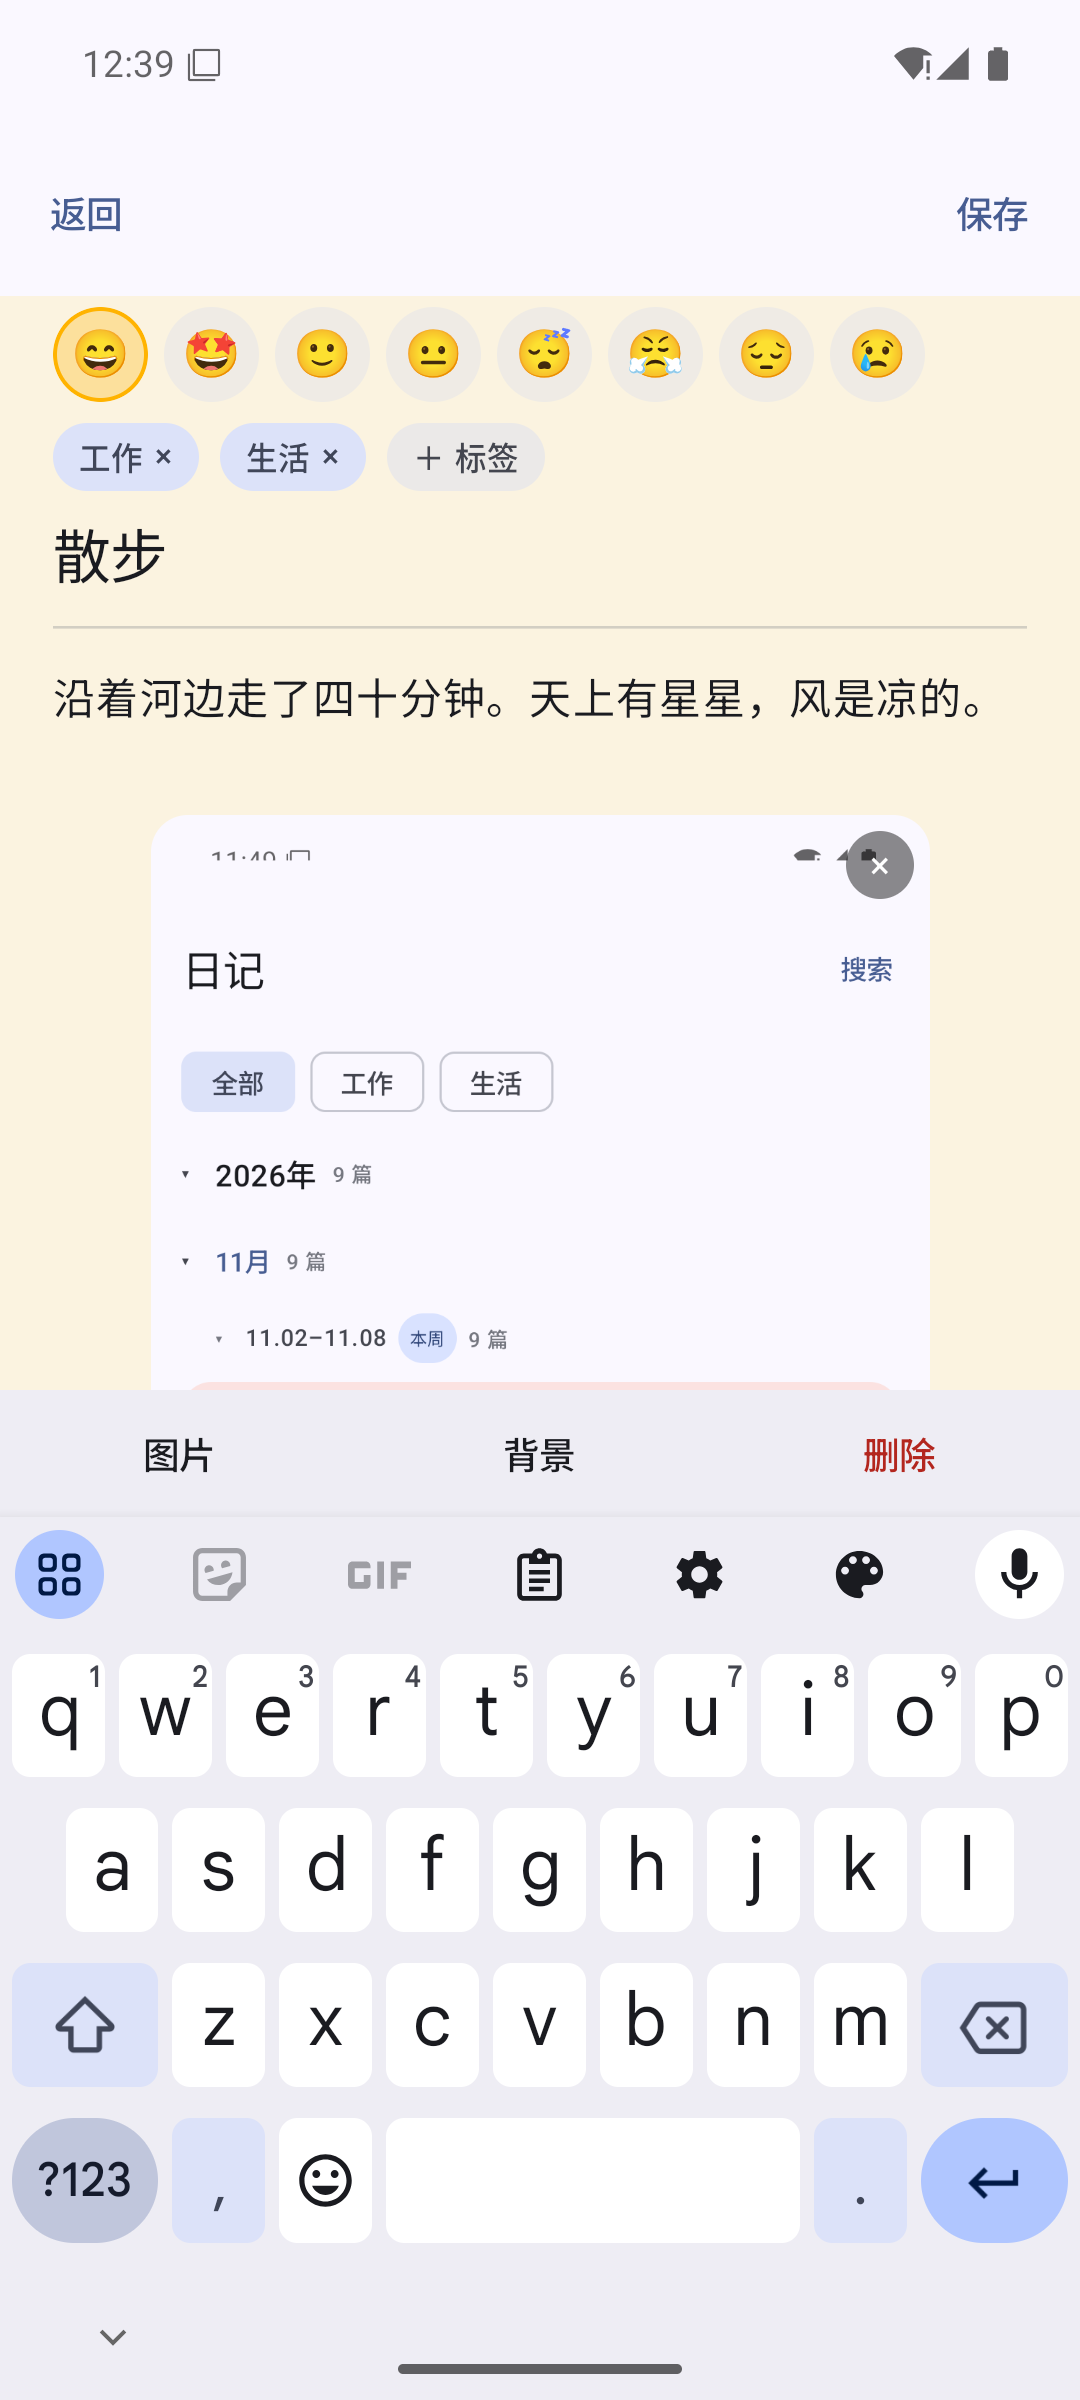 12:39
返回 保存
工作 × 生活 × + 标签
散步
沿着河边走了四十分钟。天上有星星，风是凉的。
11:49
日记 搜索
全部 工作 生活
2026年 9 篇
11月 9 篇
11.02–11.08 本周 9 篇
图片 背景 删除
GIF
q 1 w 2 e 3 r 4 t 5 y 6 u 7 i 8 o 9 p 0
a s d f g h j k l
z x c v b n m
?123 , .